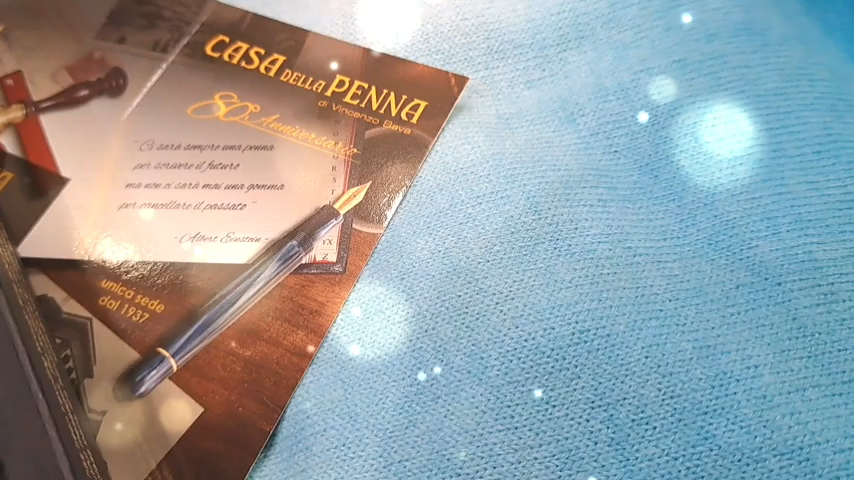 CASA DELLA PENNA
di Vincenzo Bava
80 Anniversario
"Ci sarà sempre una penna
per scrivere il futuro
ma non ci sarà mai una gomma
per cancellare il passato"
- Albert Einstein -
R
S
T
YX
Z
unica sede
dal 1937